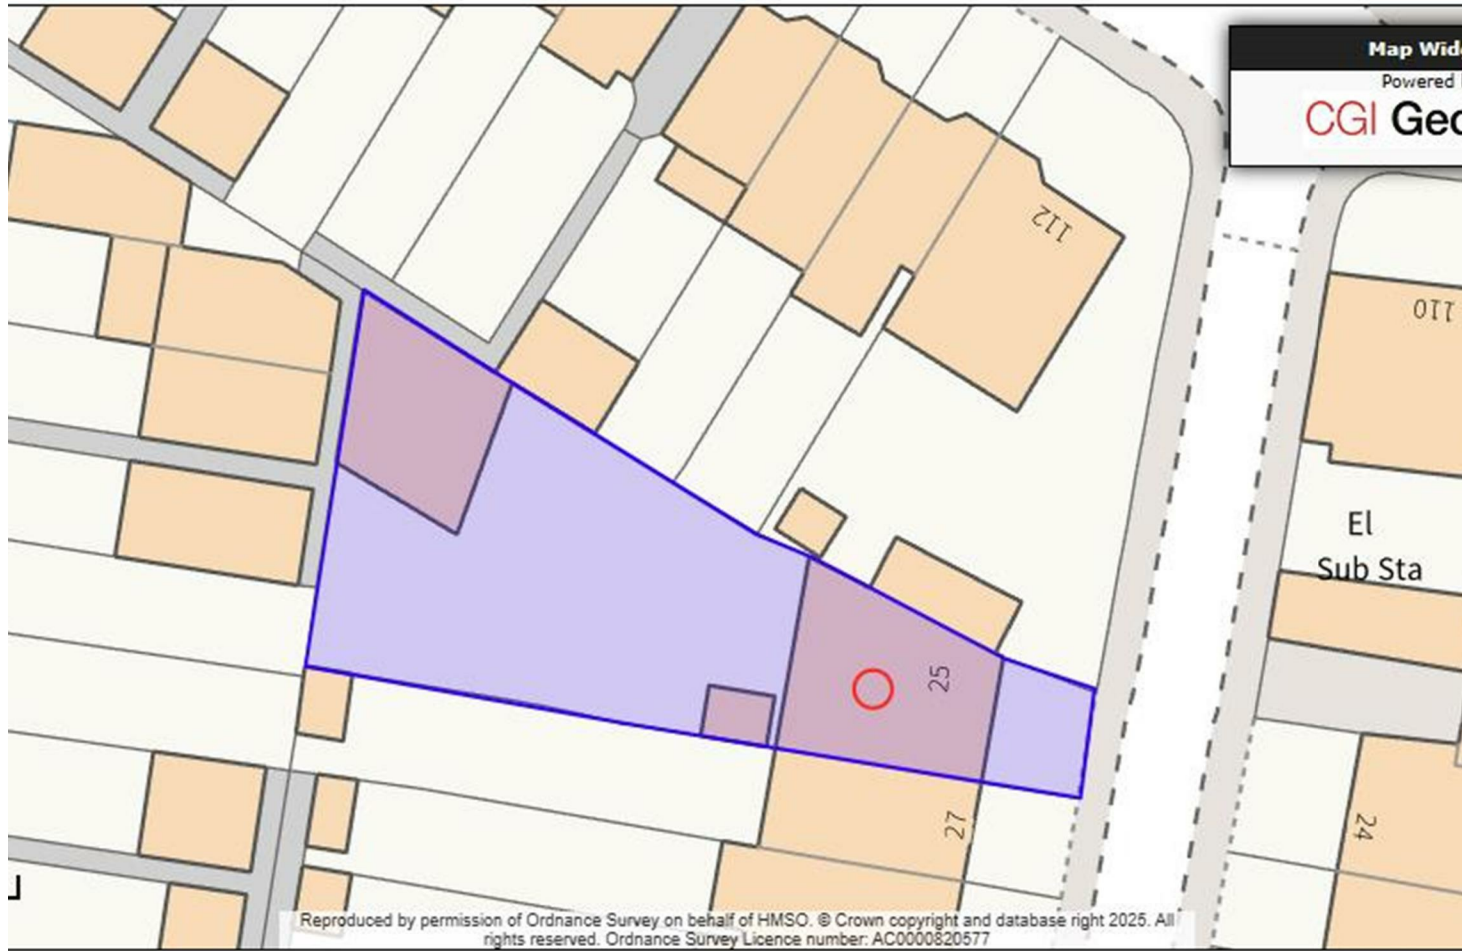 Map Wid
Powered
CGI Geo
112
110
El
Sub Sta
25
27
24
Reproduced by permission of Ordnance Survey on behalf of HMSO. © Crown copyright and database right 2025. All
rights reserved. Ordnance Survey Licence number: AC0000820577